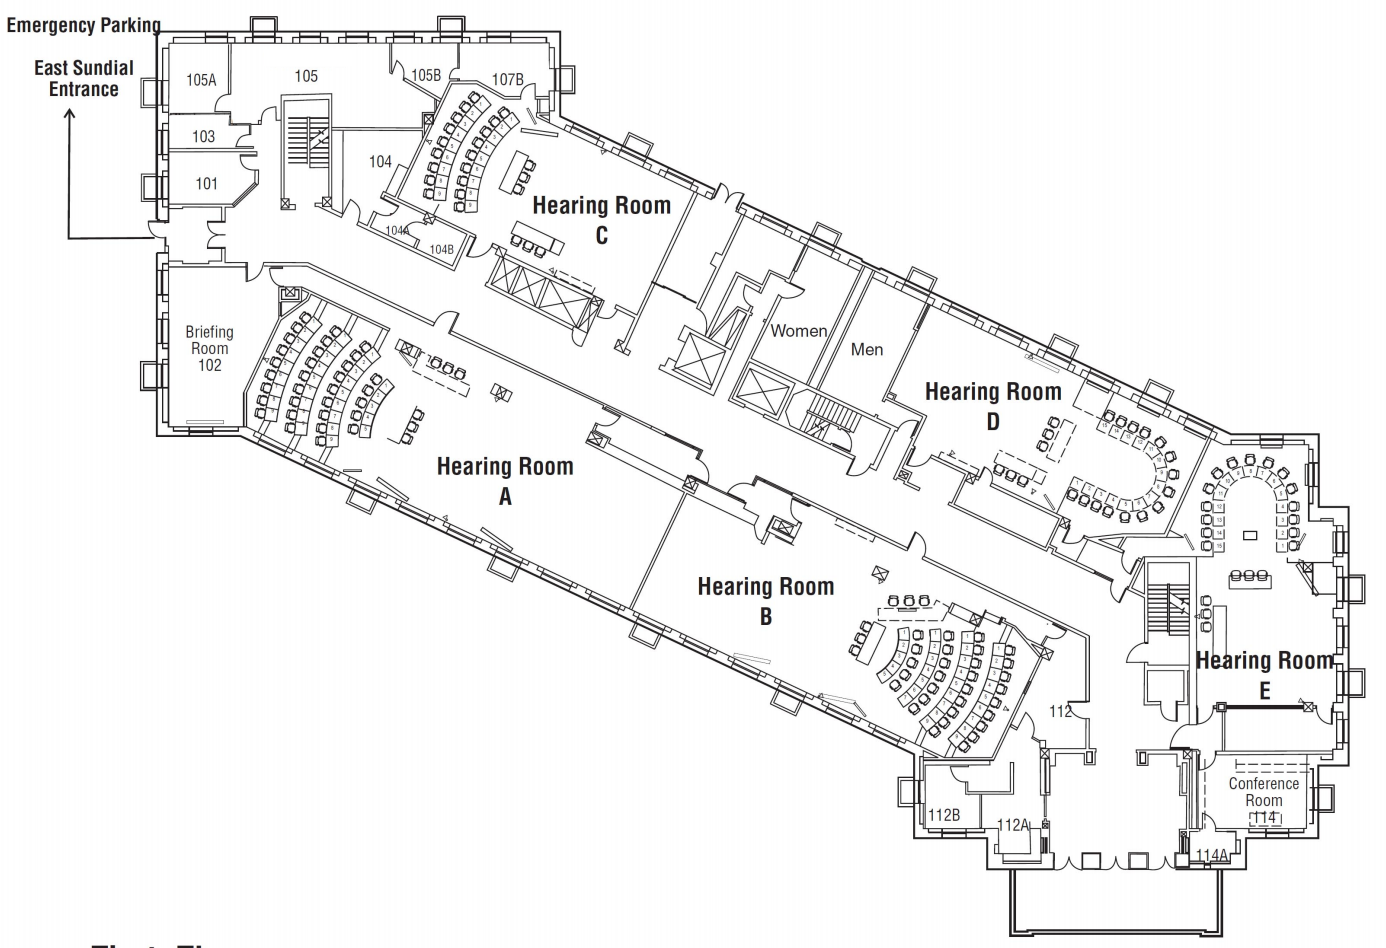 Emergency Parking
East Sundial
Entrance
105A
105
105B
107B
103
104
101
104A
104B
Hearing Room
C
Briefing
Room
102
Women
Men
Hearing Room
D
Hearing Room
A
Hearing Room
B
Hearing Room
E
112
Conference
Room
114
112B
112A
114A